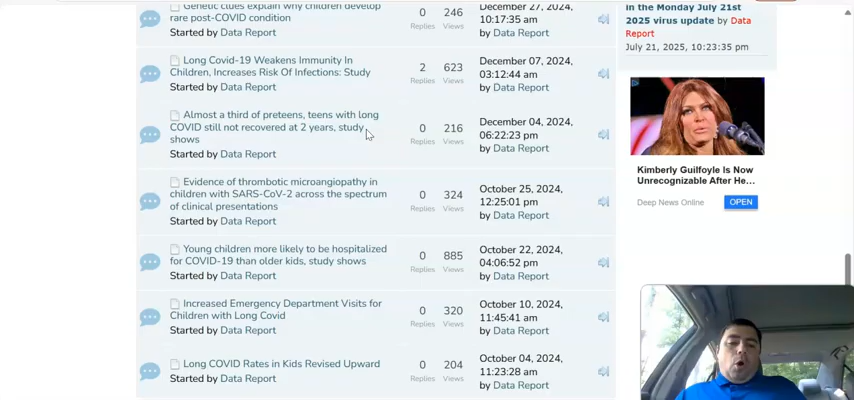 Genetic clues explain why children develop
rare post-COVID condition
Started by Data Report
0
Replies
246
Views
December 27, 2024,
10:17:35 am
by Data Report
Long Covid-19 Weakens Immunity In
Children, Increases Risk Of Infections: Study
Started by Data Report
2
Replies
623
Views
December 07, 2024,
03:12:44 am
by Data Report
Almost a third of preteens, teens with long
COVID still not recovered at 2 years, study
shows
Started by Data Report
0
Replies
216
Views
December 04, 2024,
06:22:23 pm
by Data Report
Evidence of thrombotic microangiopathy in
children with SARS-CoV-2 across the spectrum
of clinical presentations
Started by Data Report
0
Replies
324
Views
October 25, 2024,
12:25:01 pm
by Data Report
Young children more likely to be hospitalized
for COVID-19 than older kids, study shows
Started by Data Report
0
Replies
885
Views
October 22, 2024,
04:06:52 pm
by Data Report
Increased Emergency Department Visits for
Children with Long Covid
Started by Data Report
0
Replies
320
Views
October 10, 2024,
11:45:41 am
by Data Report
Long COVID Rates in Kids Revised Upward
Started by Data Report
0
Replies
204
Views
October 04, 2024,
11:23:28 am
by Data Report
in the Monday July 21st
2025 virus update by Data
Report
July 21, 2025, 10:23:35 pm
Kimberly Guilfoyle Is Now
Unrecognizable After He...
Deep News Online
OPEN